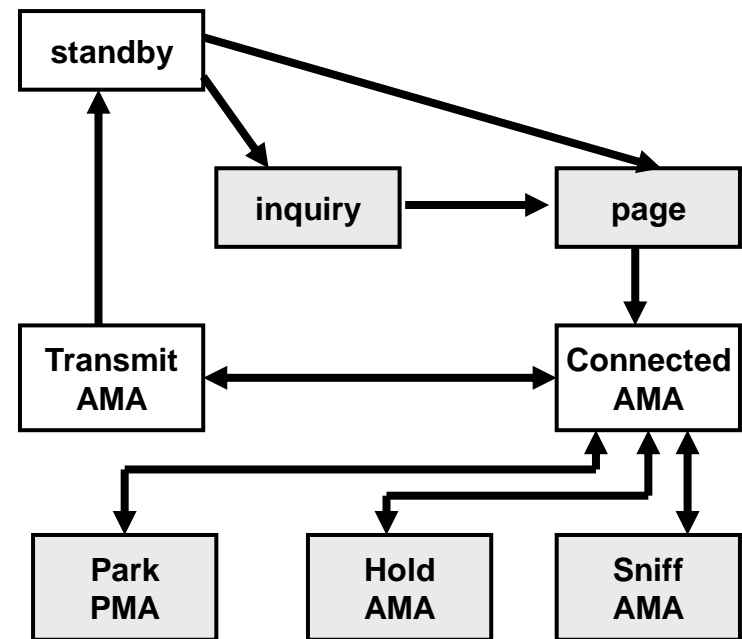 standby
inquiry
page
Transmit
AMA
Connected
AMA
Park
PMA
Hold
AMA
Sniff
AMA